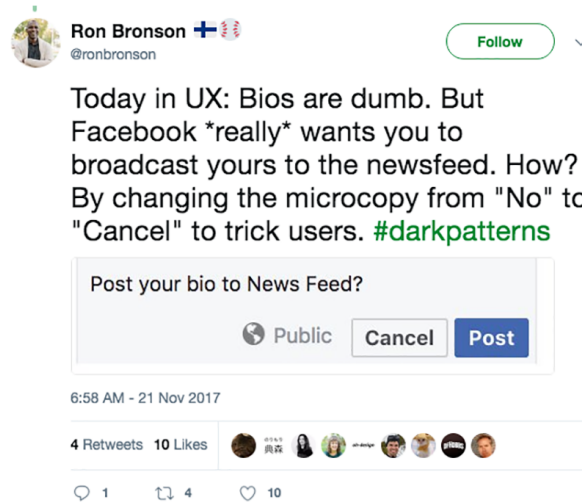 Ron Bronson
@ronbronson
Follow
Today in UX: Bios are dumb. But
Facebook *really* wants you to
broadcast yours to the newsfeed. How?
By changing the microcopy from "No" to
"Cancel" to trick users. #darkpatterns
Post your bio to News Feed?
Public Cancel Post
6:58 AM - 21 Nov 2017
4 Retweets 10 Likes
1 4 10